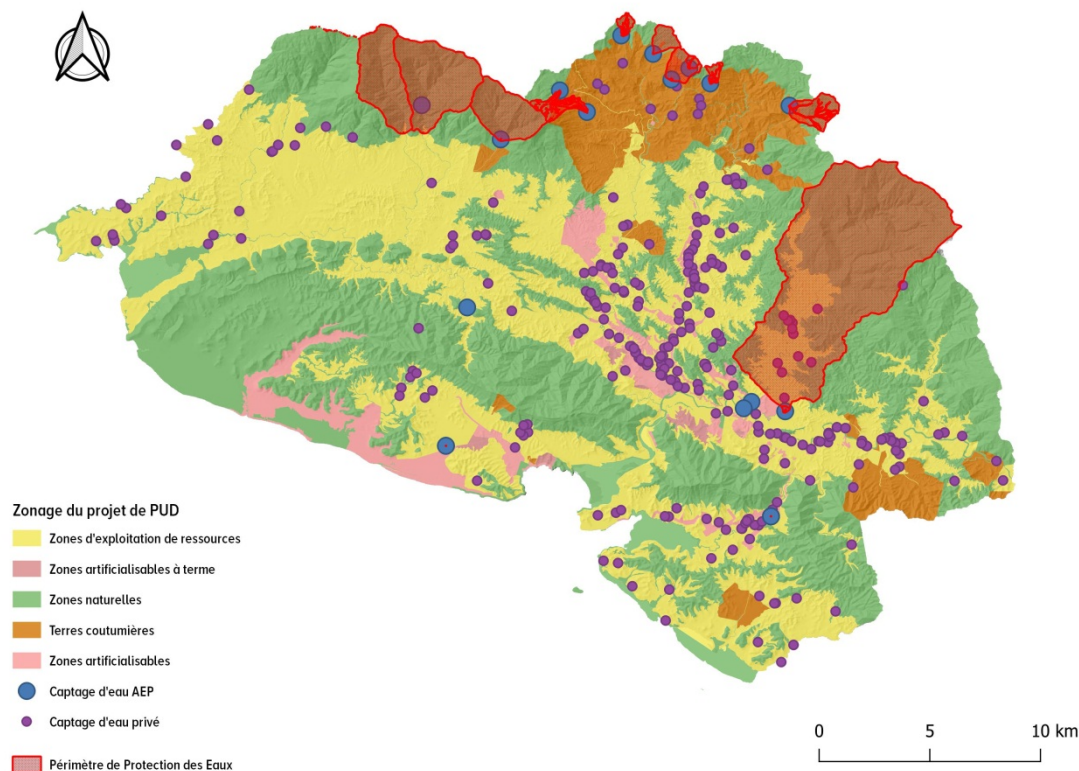 Zonage du projet de PUD
Zones d'exploitation de ressources
Zones artificialisables à terme
Zones naturelles
Terres coutumières
Zones artificialisables
Captage d'eau AEP
Captage d'eau privé
Périmètre de Protection des Eaux
0 5 10 km